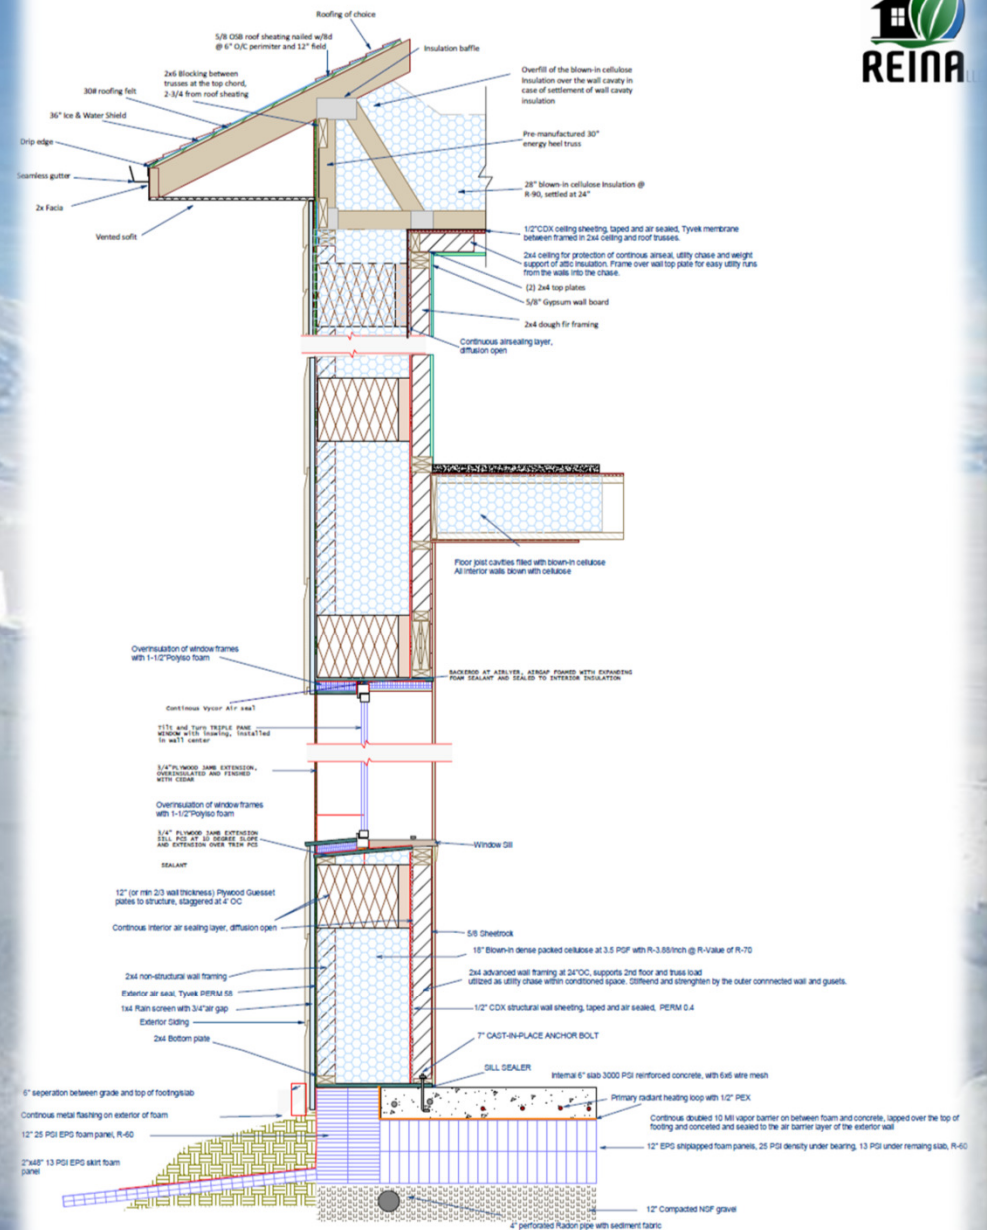 REINA
Roofing of choice
5/8 OSB roof sheating nailed w/8d
@ 6" O/C perimeter and 12" field
Insulation baffle
2x6 Blocking between
trusses at the top chord,
2-3/4 from roof sheating
Overfill of the blown-in cellulose
Insulation over the wall cavaty in
case of settlement of wall cavaty
insulation
30# roofing felt
36" Ice & Water Shield
Drip edge
Pre-manufactured 30"
energy heel truss
Seamless gutter
28" blown-in cellulose Insulation @
R-90, settled at 24"
2x Facia
Vented sofit
1/2"CDX ceiling sheeting, taped and air sealed, Tyvek membrane
between framed in 2x4 ceiling and roof trusses.
2x4 ceiling for protection of continous airseal, utility chase and weight
support of attic insulation. Frame over wall top plate for easy utility runs
from the walls into the chase.
(2) 2x4 top plates
5/8" Gypsum wall board
2x4 dough fir framing
Continuous airsealing layer,
diffusion open
Floor joist cavities filled with blown-in cellulose
All interior walls blown with cellulose
Overinsulation of window frames
with 1-1/2"Polyiso foam
BACKEROD AT AIRLYER, AIRGAP FOAMED WITH EXPANDING
FOAM SEALANT AND SEALED TO INTERIOR INSULATION
Continous Vycor Air seal
Tilt and Turn TRIPLE PANE
WINDOW with inswing, installed
in wall center
3/4"PLYWOOD JAMB EXTENSION,
OVERINSULATED AND FINISHED
WITH CEDAR
Overinsulation of window frames
with 1-1/2"Polyiso foam
3/4" PLYWOOD JAMB EXTENSION
SILL PCS AT 10 DEGREE SLOPE
AND EXTENSION OVER TRIM PCS
SEALANT
Window Sill
12" (or min 2/3 wall thickness) Plywood Guesset
plates to structure, staggered at 4' OC
Continous interior air sealing layer, diffusion open
5/8 Sheetrock
18" Blown-in dense packed cellulose at 3.5 PSF with R-3.88/inch @ R-Value of R-70
2x4 non-structural wall framing
2x4 advanced wall framing at 24"OC, supports 2nd floor and truss load
utilized as utility chase within conditioned space. Stiffeend and strenghten by the outer connnected wall and gusets.
Exterior air seal, Tyvek PERM 58
1x4 Rain screen with 3/4"air gap
1/2" CDX structural wall sheeting, taped and air sealed, PERM 0.4
Exterior Siding
2x4 Bottom plate
7" CAST-IN-PLACE ANCHOR BOLT
SILL SEALER
Internal 6" slab 3000 PSI reinforced concrete, with 6x6 wire mesh
6" seperation between grade and top of footing/slab
Primary radiant heating loop with 1/2" PEX
Continous metal flashing on exterior of foam
Continous doubled 10 Mil vapor barrier on between foam and concrete, lapped over the top of
footing and conceted and sealed to the air barrier layer of the exterior wall
12" 25 PSI EPS foam panel, R-60
12" EPS shiplapped foam panels, 25 PSI density under bearing, 13 PSI under remaing slab, R-60
2"x48" 13 PSI EPS skirt foam
panel
12" Compacted NSF gravel
4" perforated Radon pipe with sediment fabric